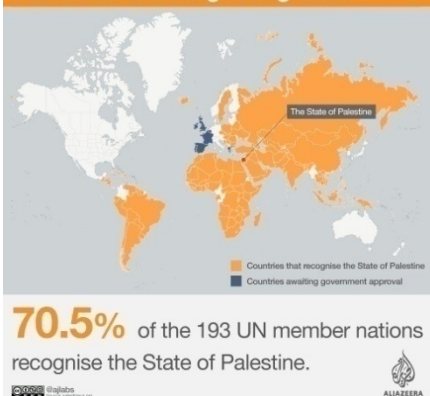 The State of Palestine
Countries that recognise the State of Palestine
Countries awaiting government approval
70.5% of the 193 UN member nations
recognise the State of Palestine.
@ajlabs
ALJAZEERA